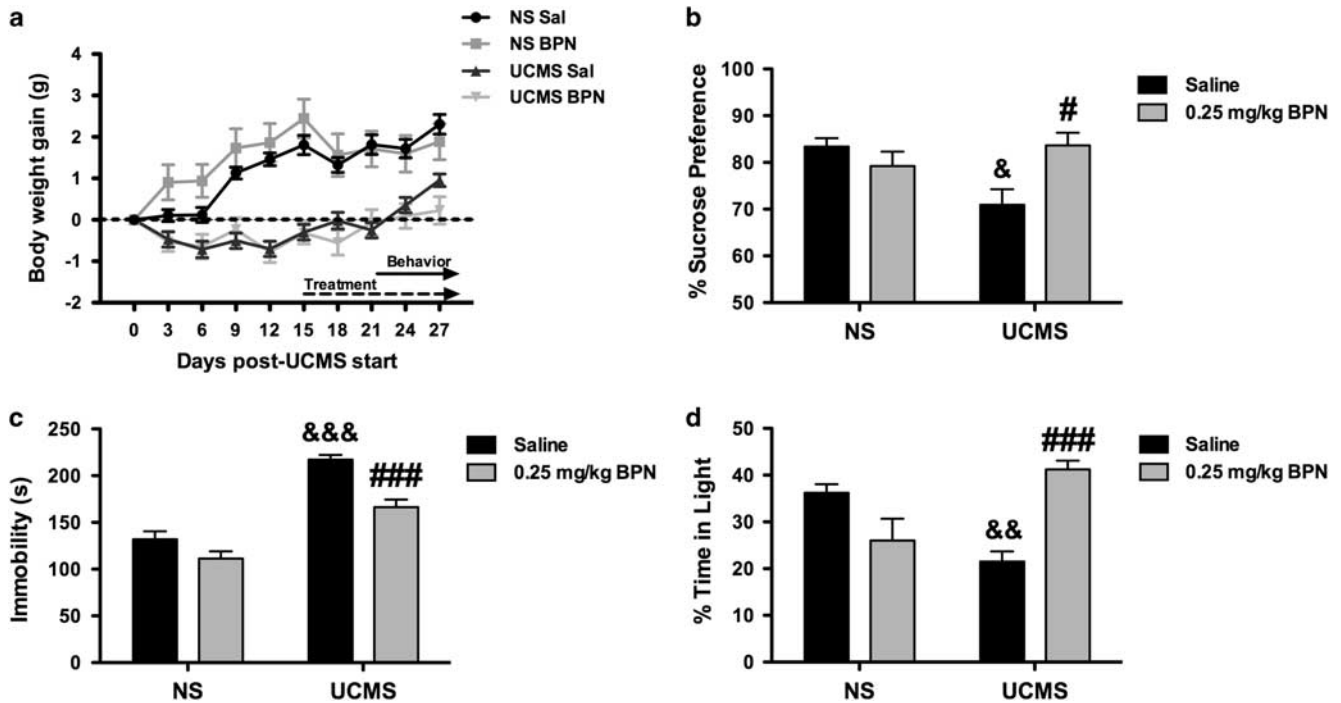 a
NS Sal
NS BPN
UCMS Sal
UCMS BPN
Body weight gain (g)
4
3
2
1
0
-1
-2
Behavior
Treatment
0 3 6 9 12 15 18 21 24 27
Days post-UCMS start
b
% Sucrose Preference
100
90
80
70
60
50
&
#
NS UCMS
Saline
0.25 mg/kg BPN
c
Immobility (s)
250
200
150
100
50
0
&&&
###
NS UCMS
Saline
0.25 mg/kg BPN
d
% Time in Light
50
40
30
20
10
0
&&
###
NS UCMS
Saline
0.25 mg/kg BPN